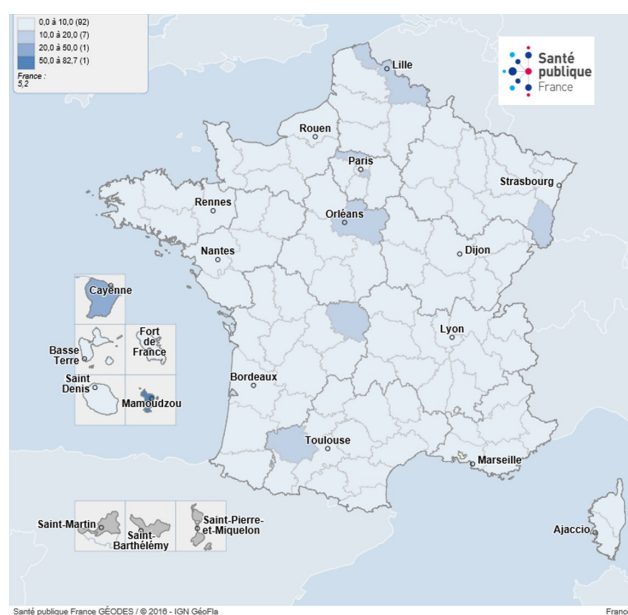 0,0 à 10,0 (92)
10,0 à 20,0 (7)
20,0 à 50,0 (1)
50,0 à 82,7 (1)
France :
5,2
Santé
publique
France
Lille
Rouen
Paris
Strasbourg
Rennes
Orléans
Nantes
Dijon
Cayenne
Basse
Terre
Fort
de
France
Lyon
Saint
Denis
Mamoudzou
Bordeaux
Toulouse
Marseille
Saint-Martin
Saint-
Barthélémy
Saint-Pierre-
et-Miquelon
Ajaccio
Santé publique France GÉODES / © 2016 - IGN GéoFla
Franc